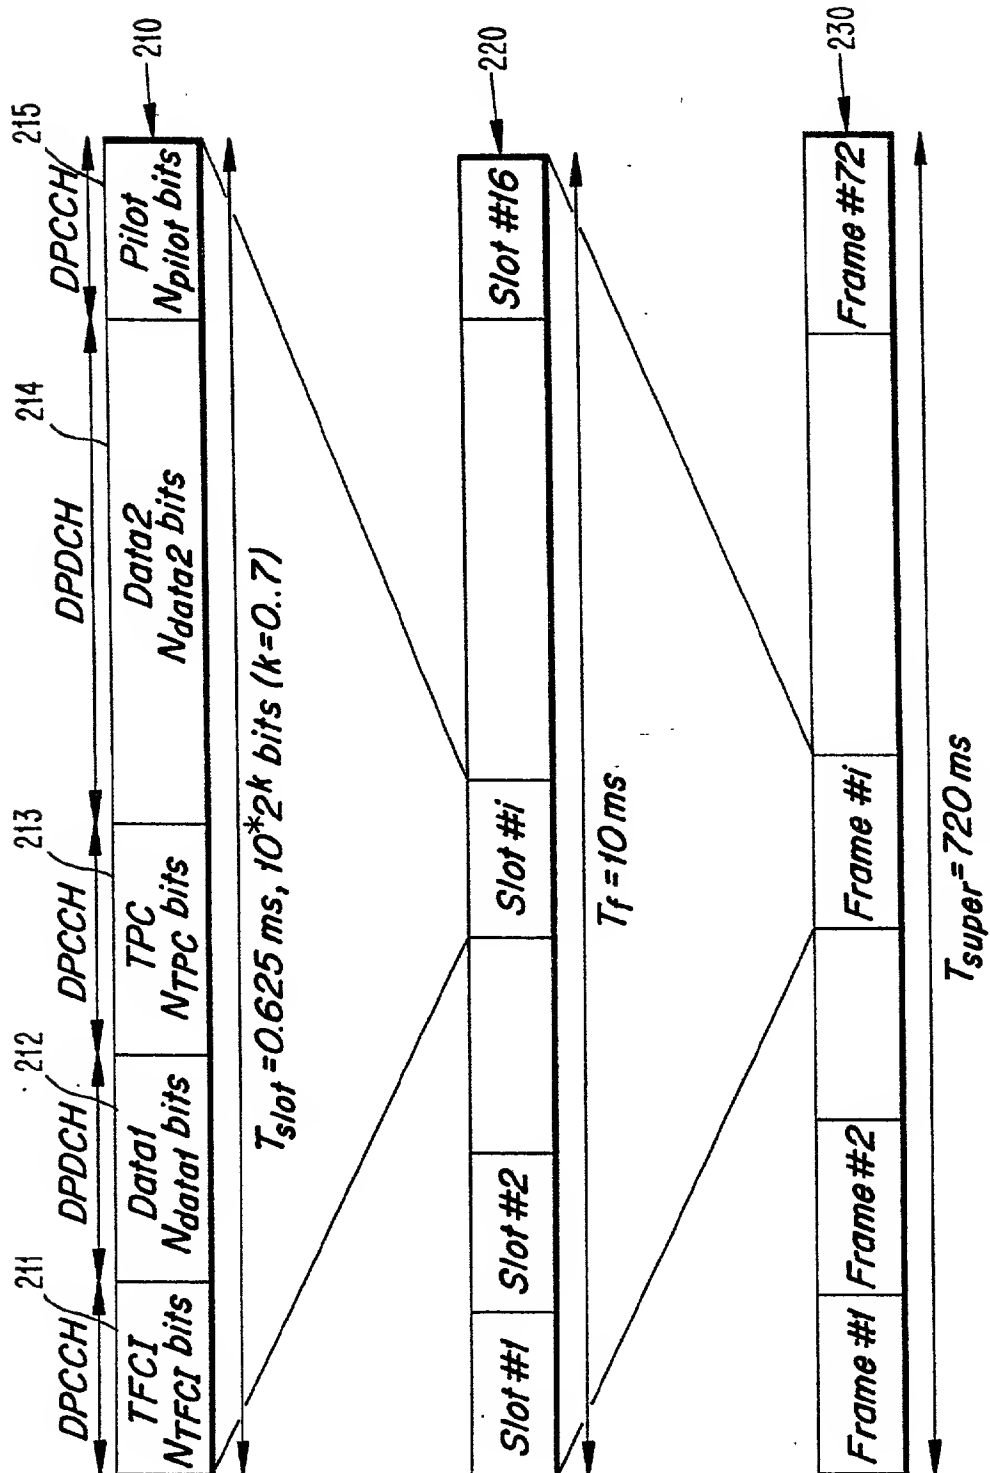 211 212 213 214 215
DPCCH DPDCH DPCCH DPDCH DPCCH
TFCI Data1 TPC Data2 Pilot
NTFCI bits Ndata1 bits NTPC bits Ndata2 bits Npilot bits
210
Tslot=0.625 ms, 10*2k bits (k=0..7)
Slot #1 Slot #2 Slot #i Slot #16
220
Tf=10 ms
Frame #1 Frame #2 Frame #i Frame #72
230
Tsuper=720 ms